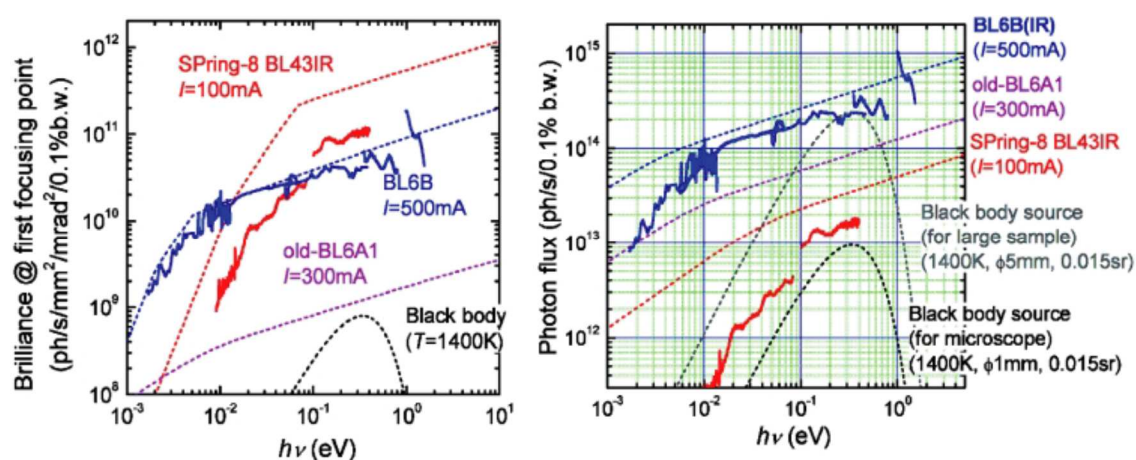 Brilliance @ first focusing point
(ph/s/mm²/mrad²/0.1%b.w.)
10¹²
10¹¹
10¹⁰
10⁹
10⁸
SPring-8 BL43IR
I=100mA
BL6B
I=500mA
old-BL6A1
I=300mA
Black body
(T=1400K)
10⁻³
10⁻²
10⁻¹
10⁰
10¹
hν (eV)
Photon flux (ph/s/0.1% b.w.)
10¹⁵
10¹⁴
10¹³
10¹²
10⁻³
10⁻²
10⁻¹
10⁰
hν (eV)
BL6B(IR)
(I=500mA)
old-BL6A1
(I=300mA)
SPring-8 BL43IR
(I=100mA)
Black body source
(for large sample)
(1400K, ϕ5mm, 0.015sr)
Black body source
(for microscope)
(1400K, ϕ1mm, 0.015sr)